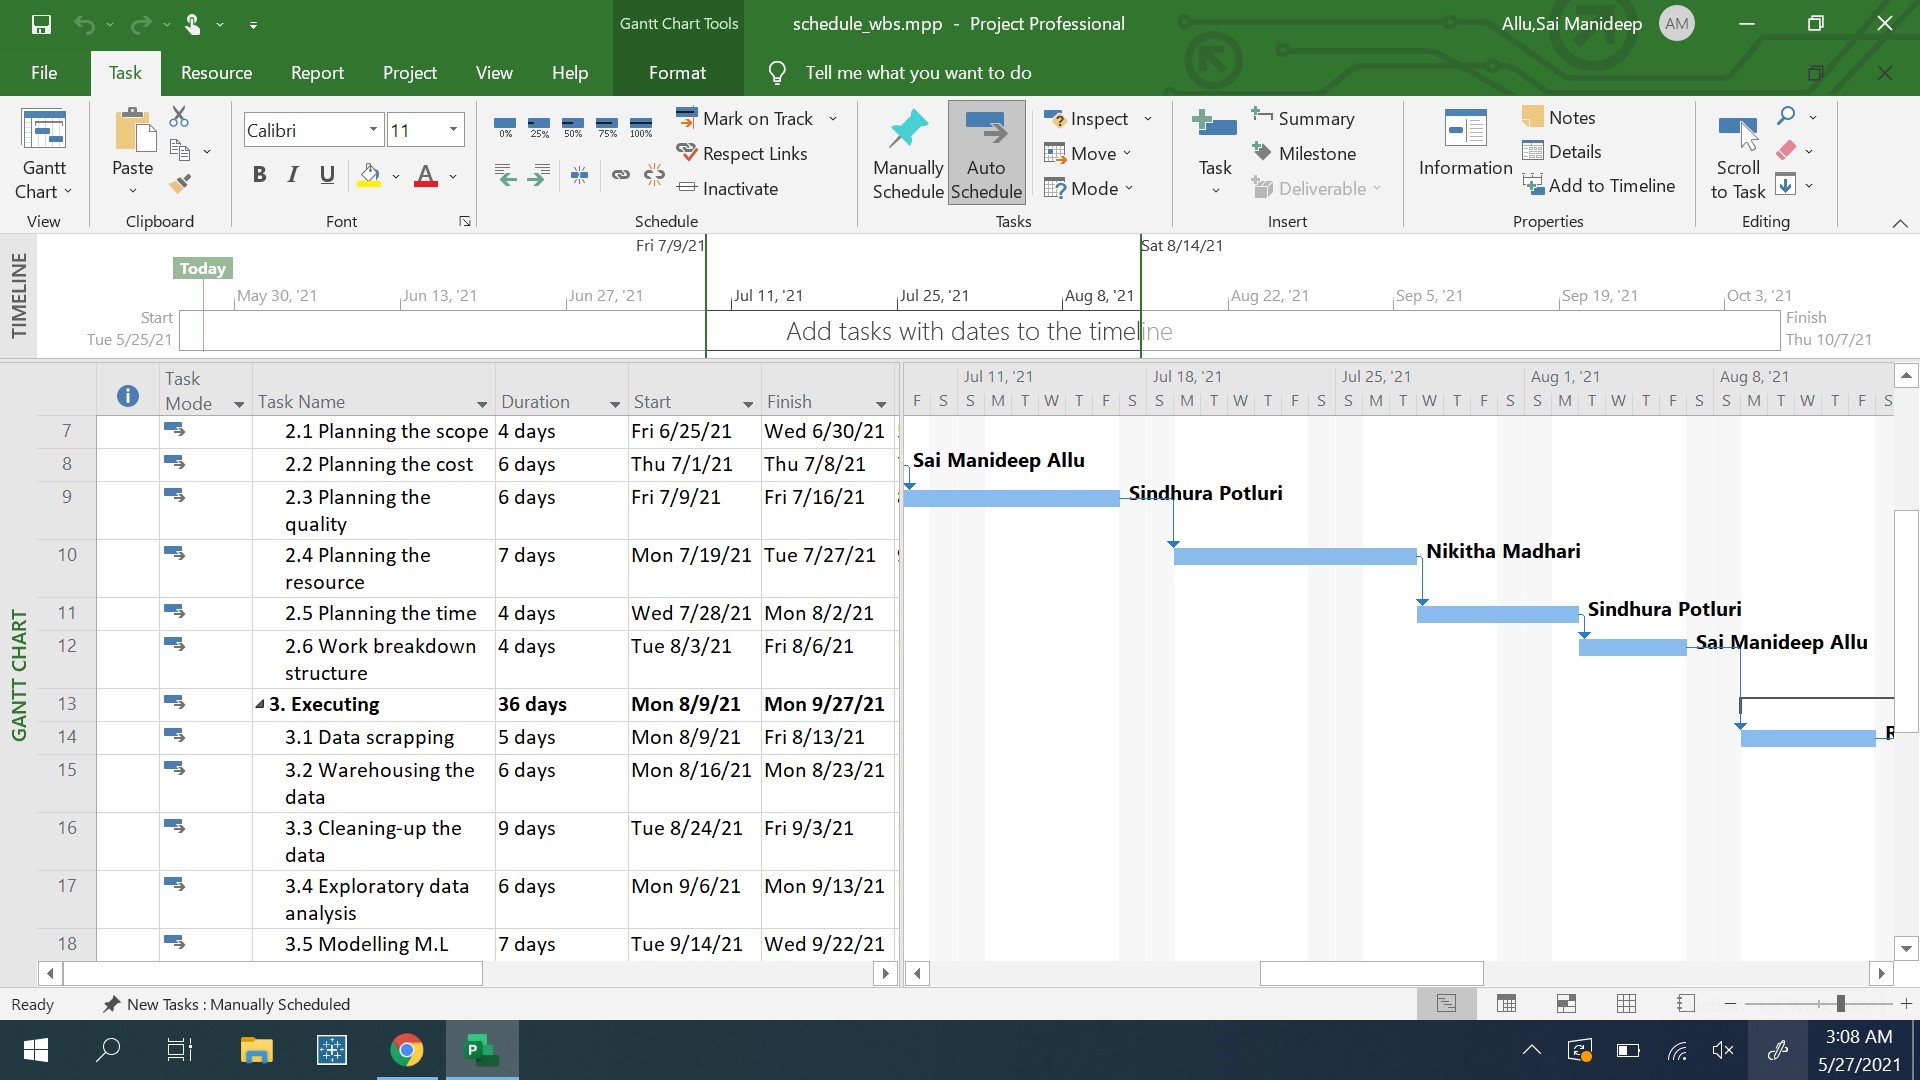 Gantt Chart Tools
schedule_wbs.mpp - Project Professional
Allu,Sai Manideep
AM
File Task Resource Report Project View Help Format Tell me what you want to do
Gantt Chart
View
Paste
Clipboard
Calibri 11
B I U A
Font
0% 25% 50% 75% 100%
Mark on Track
Respect Links
Inactivate
Schedule
Manually Schedule
Auto Schedule
Inspect
Move
Mode
Tasks
Task
Summary
Milestone
Deliverable
Insert
Information
Notes
Details
Add to Timeline
Properties
Scroll to Task
Editing
TIMELINE
Fri 7/9/21 Sat 8/14/21
Today
May 30, '21 Jun 13, '21 Jun 27, '21 Jul 11, '21 Jul 25, '21 Aug 8, '21 Aug 22, '21 Sep 5, '21 Sep 19, '21 Oct 3, '21
Start
Tue 5/25/21
Add tasks with dates to the timeline
Finish
Thu 10/7/21
GANTT CHART
Task Mode Task Name Duration Start Finish
7 2.1 Planning the scope 4 days Fri 6/25/21 Wed 6/30/21
8 2.2 Planning the cost 6 days Thu 7/1/21 Thu 7/8/21
9 2.3 Planning the quality 6 days Fri 7/9/21 Fri 7/16/21
10 2.4 Planning the resource 7 days Mon 7/19/21 Tue 7/27/21
11 2.5 Planning the time 4 days Wed 7/28/21 Mon 8/2/21
12 2.6 Work breakdown structure 4 days Tue 8/3/21 Fri 8/6/21
13 3. Executing 36 days Mon 8/9/21 Mon 9/27/21
14 3.1 Data scrapping 5 days Mon 8/9/21 Fri 8/13/21
15 3.2 Warehousing the data 6 days Mon 8/16/21 Mon 8/23/21
16 3.3 Cleaning-up the data 9 days Tue 8/24/21 Fri 9/3/21
17 3.4 Exploratory data analysis 6 days Mon 9/6/21 Mon 9/13/21
18 3.5 Modelling M.L 7 days Tue 9/14/21 Wed 9/22/21
Jul 11, '21 Jul 18, '21 Jul 25, '21 Aug 1, '21 Aug 8, '21
F S S M T W T F S S M T W T F S S M T W T F S S M T W T F S S M T W T F S
Sai Manideep Allu
Sindhura Potluri
Nikitha Madhari
Sindhura Potluri
Sai Manideep Allu
Ready New Tasks : Manually Scheduled
3:08 AM
5/27/2021